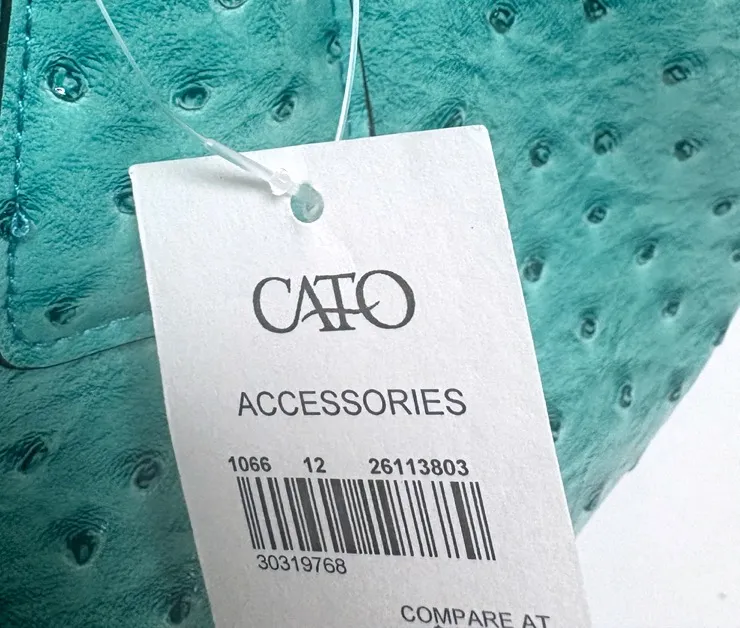 CATO
ACCESSORIES
1066 12 26113803
30319768
COMPARE AT